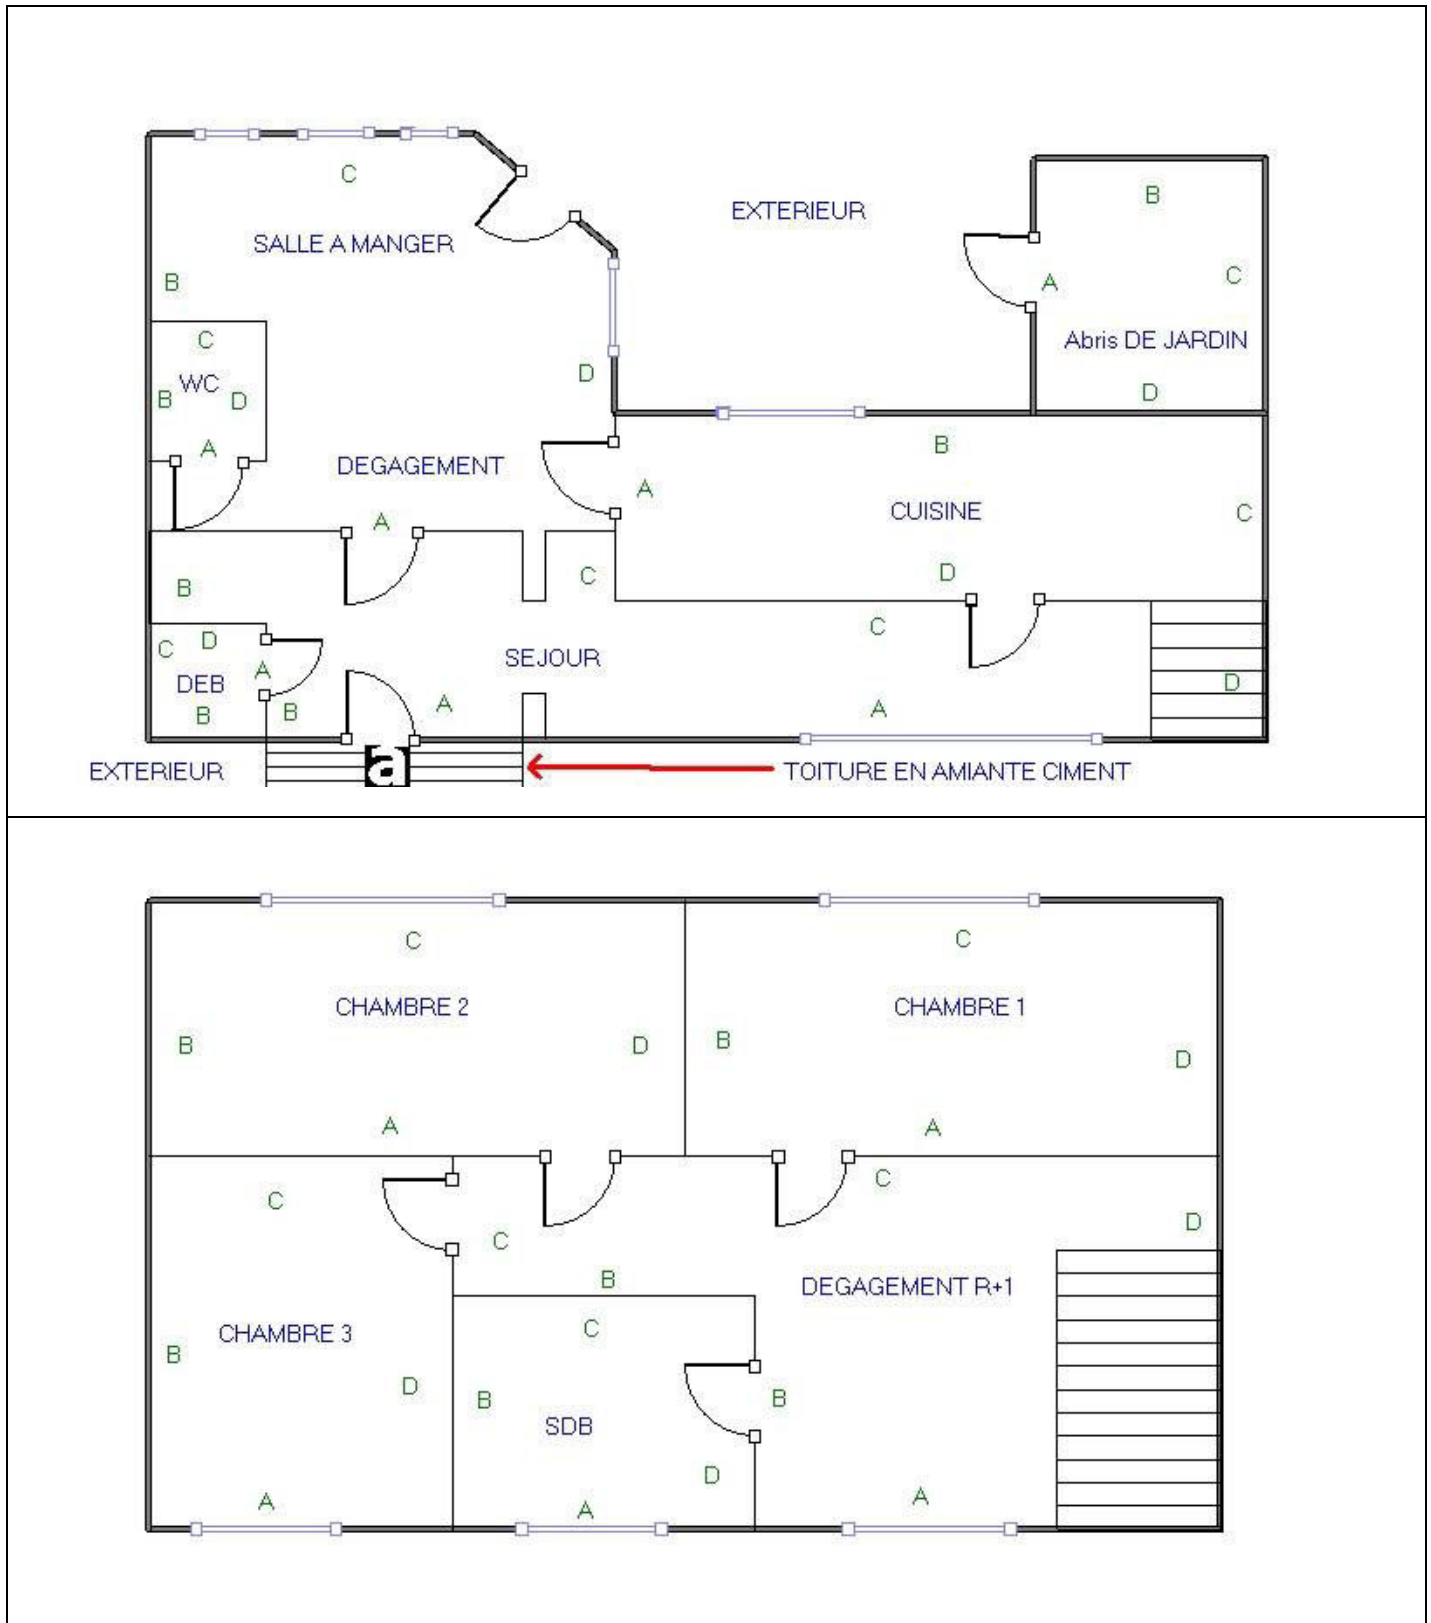 C
B
EXTERIEUR
SALLE A MANGER
B
A
C
C
Abris DE JARDIN
WC
B
D
D
D
A
B
DEGAGEMENT
A
CUISINE
C
A
C
D
B
C
D
C
A
SEJOUR
DEB
D
B
B
A
A
EXTERIEUR
a
TOITURE EN AMIANTE CIMENT
C
C
CHAMBRE 2
CHAMBRE 1
B
D
B
D
A
A
C
C
D
C
B
DEGAGEMENT R+1
C
CHAMBRE 3
B
D
B
B
SDB
D
A
A
A